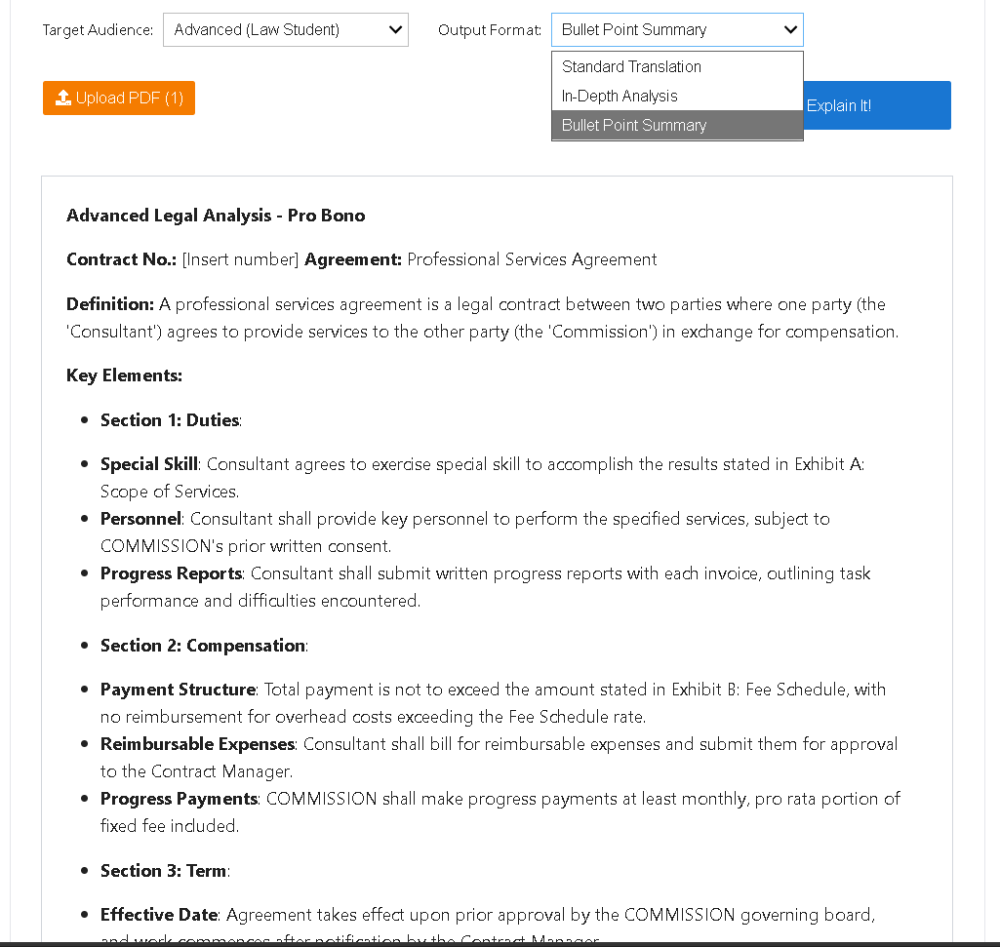 Target Audience: Advanced (Law Student) Output Format: Bullet Point Summary
Standard Translation
In-Depth Analysis
Bullet Point Summary
Upload PDF (1)
Explain It!
Advanced Legal Analysis - Pro Bono
Contract No.: [Insert number] Agreement: Professional Services Agreement
Definition: A professional services agreement is a legal contract between two parties where one party (the
'Consultant') agrees to provide services to the other party (the 'Commission') in exchange for compensation.
Key Elements:
• Section 1: Duties:
• Special Skill: Consultant agrees to exercise special skill to accomplish the results stated in Exhibit A:
Scope of Services.
• Personnel: Consultant shall provide key personnel to perform the specified services, subject to
COMMISSION's prior written consent.
• Progress Reports: Consultant shall submit written progress reports with each invoice, outlining task
performance and difficulties encountered.
• Section 2: Compensation:
• Payment Structure: Total payment is not to exceed the amount stated in Exhibit B: Fee Schedule, with
no reimbursement for overhead costs exceeding the Fee Schedule rate.
• Reimbursable Expenses: Consultant shall bill for reimbursable expenses and submit them for approval
to the Contract Manager.
• Progress Payments: COMMISSION shall make progress payments at least monthly, pro rata portion of
fixed fee included.
• Section 3: Term:
• Effective Date: Agreement takes effect upon prior approval by the COMMISSION governing board,
and work commences after notification by the Contract Manager.